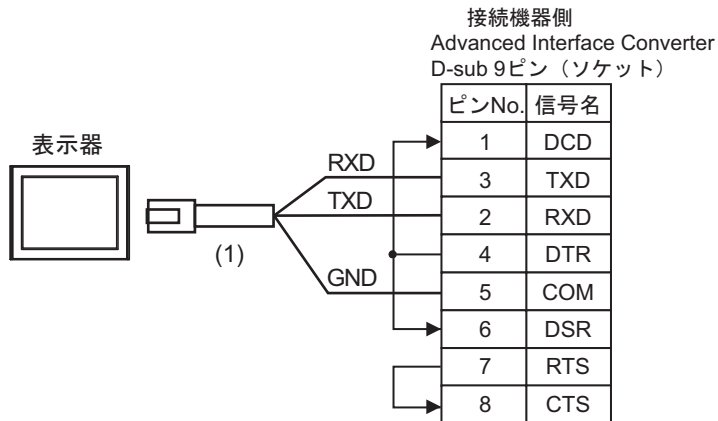 接続機器側
Advanced Interface Converter
D-sub 9ピン（ソケット）
ピンNo. 信号名
表示器
1 DCD
RXD
3 TXD
TXD
2 RXD
(1)
4 DTR
GND
5 COM
6 DSR
7 RTS
8 CTS